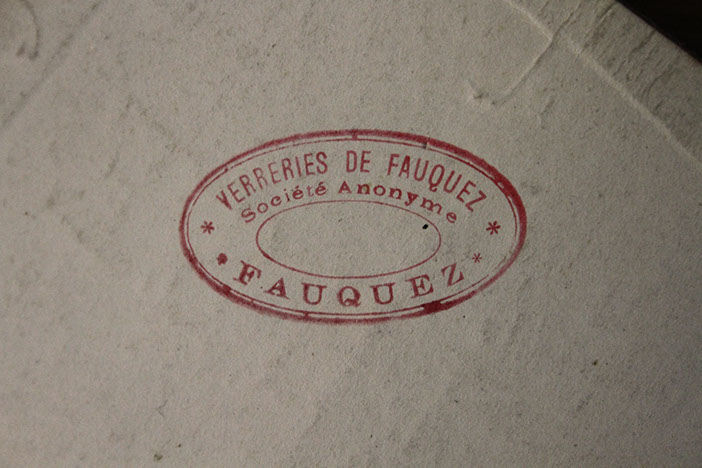 VERRERIES DE FAUQUEZ
Société Anonyme
FAUQUEZ